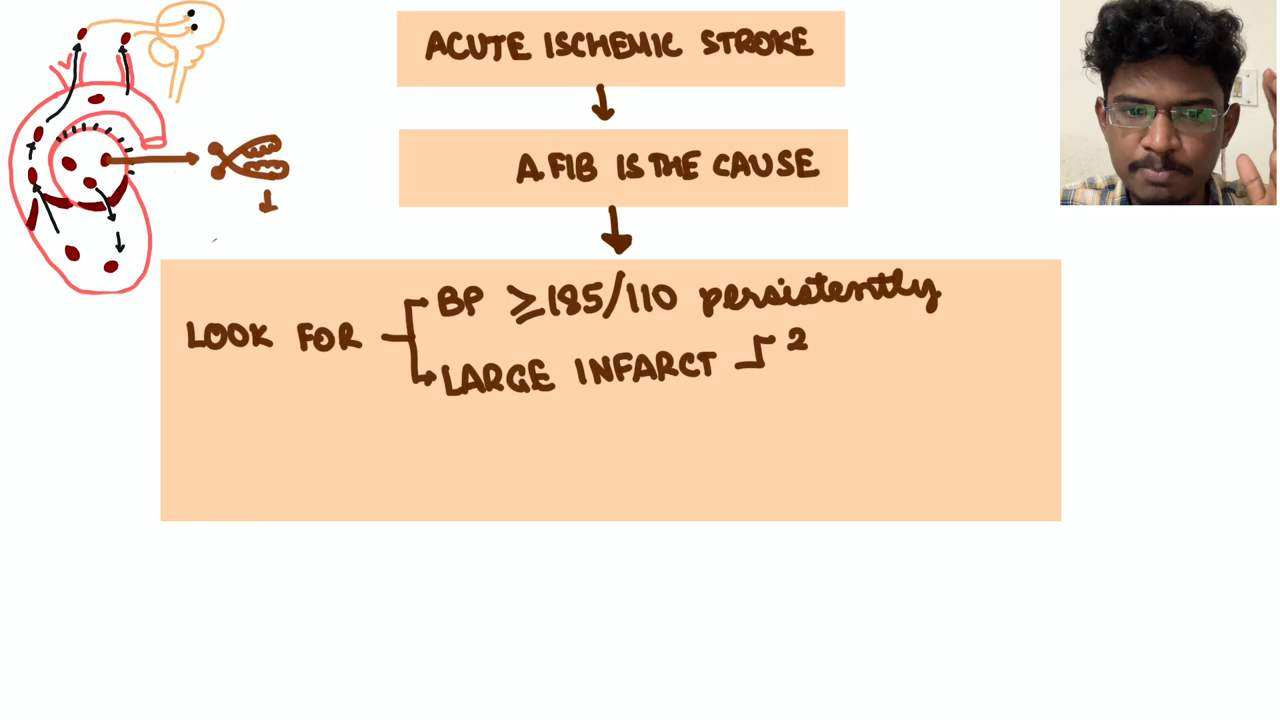 ACUTE ISCHEMIC STROKE
A.FIB IS THE CAUSE
LOOK FOR
BP ≥185/110 persistently
LARGE INFARCT 2